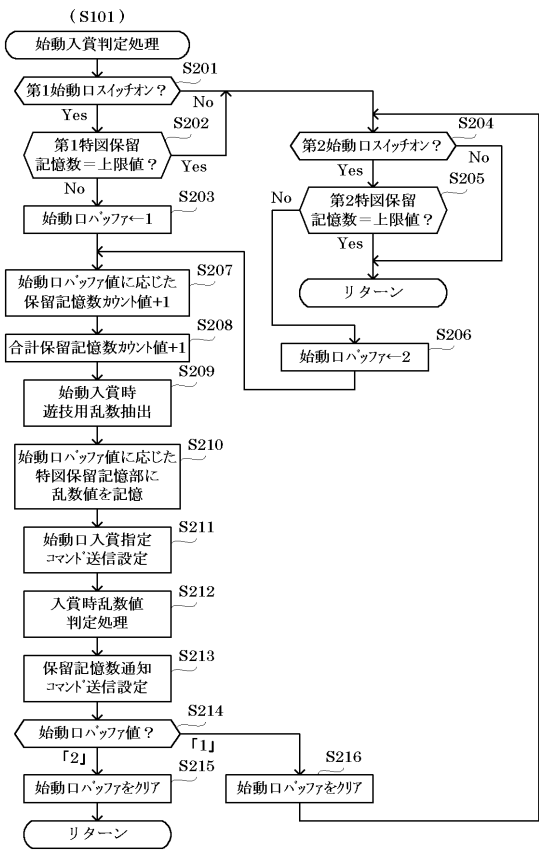 (S101)
始動入賞判定処理
S201
第1始動口スイッチオン？
No
Yes
S202
第1特図保留
記憶数＝上限値？
Yes
No
S203
始動口バッファ←1
S204
第2始動口スイッチオン？
No
Yes
S205
No
第2特図保留
記憶数＝上限値？
Yes
リターン
S206
始動口バッファ←2
S207
始動口バッファ値に応じた
保留記憶数カウント値+1
S208
合計保留記憶数カウント値+1
S209
始動入賞時
遊技用乱数抽出
S210
始動口バッファ値に応じた
特図保留記憶部に
乱数値を記憶
S211
始動口入賞指定
コマンド送信設定
S212
入賞時乱数値
判定処理
S213
保留記憶数通知
コマンド送信設定
S214
始動口バッファ値？
「2」
「1」
S215
始動口バッファをクリア
S216
始動口バッファをクリア
リターン